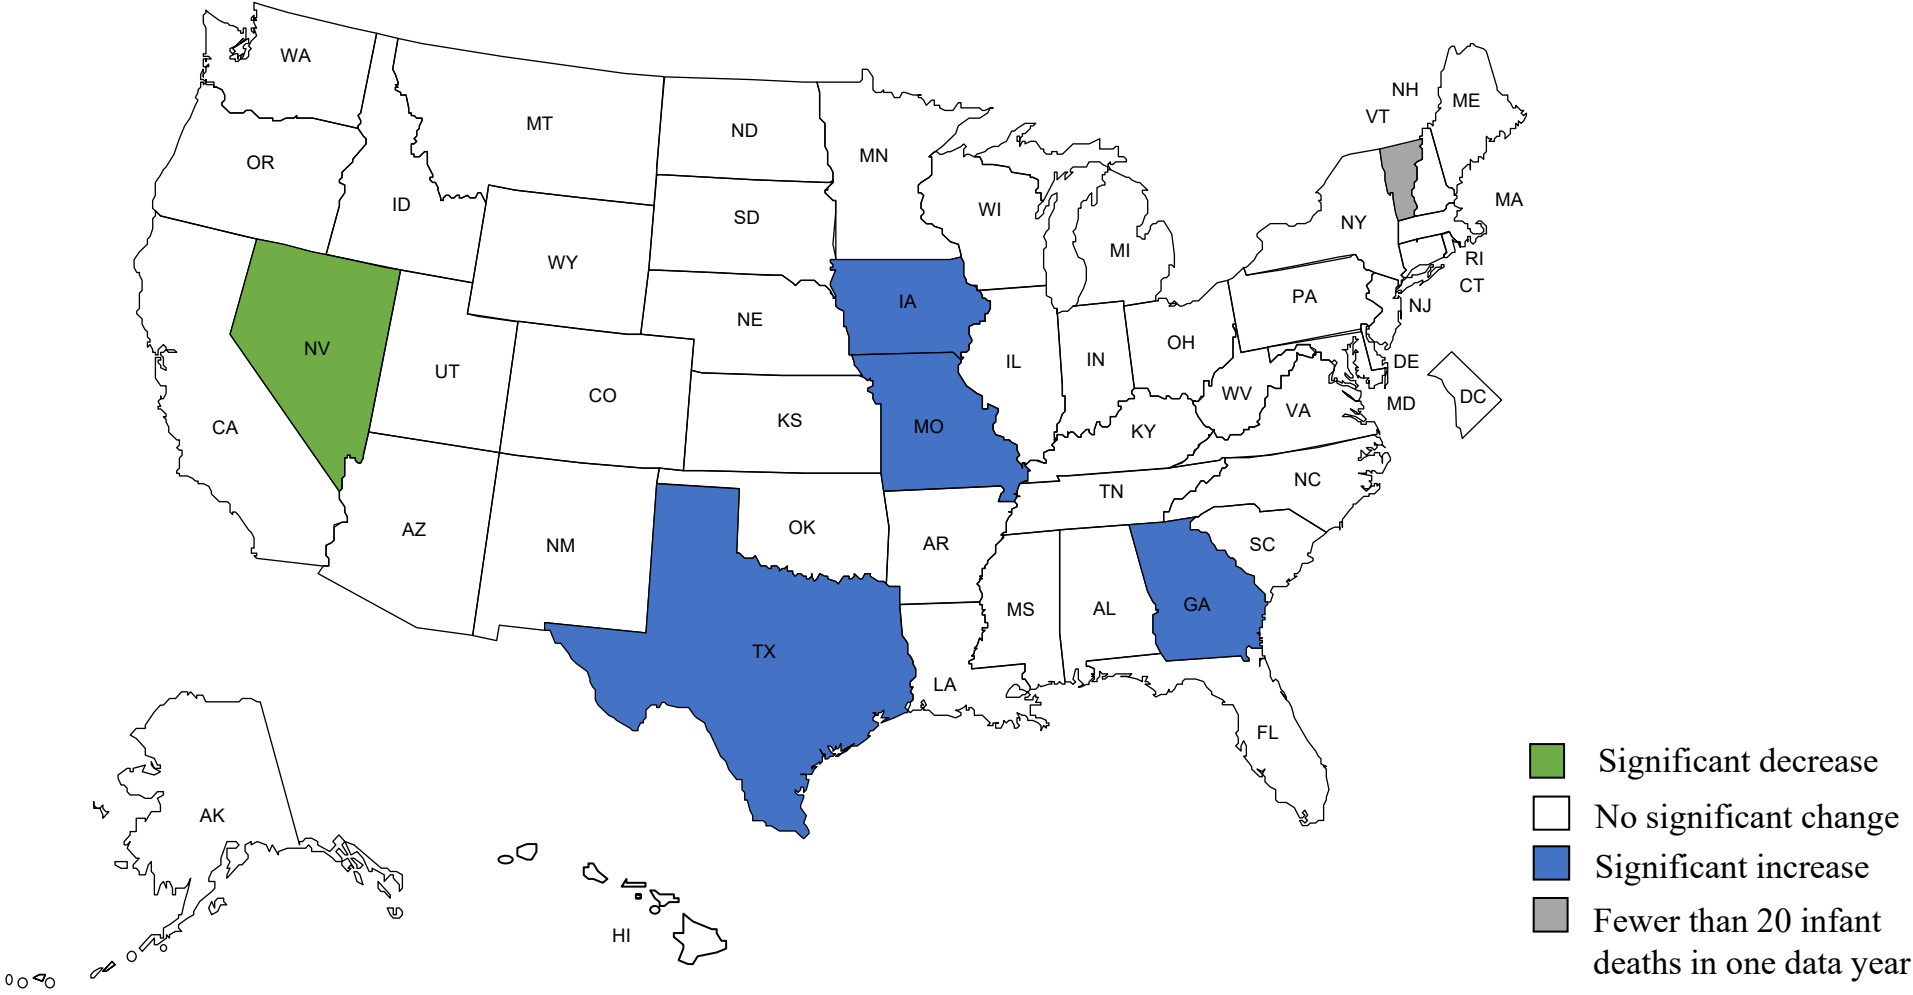 WA
NH
ME
VT
MT
ND
MN
OR
ID
SD
WI
NY
MA
MI
WY
RI
CT
IA
PA
NJ
NE
NV
UT
IL
IN
OH
DE
CO
WV
MD
DC
CA
KS
MO
KY
VA
TN
NC
AZ
NM
OK
AR
SC
MS
AL
GA
TX
LA
FL
AK
HI
Significant decrease
No significant change
Significant increase
Fewer than 20 infant
deaths in one data year